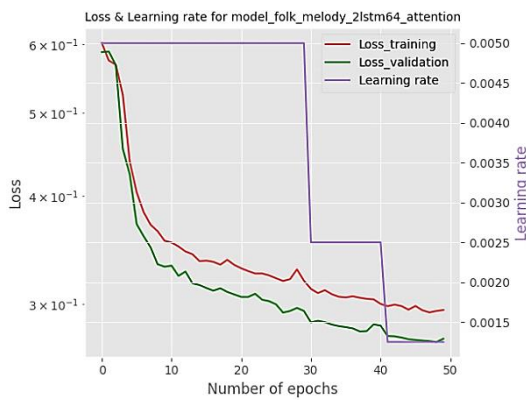 Loss & Learning rate for model_folk_melody_2lstm64_attention
6 × 10⁻¹
5 × 10⁻¹
4 × 10⁻¹
3 × 10⁻¹
Loss
Loss_training
Loss_validation
Learning rate
0.0050
0.0045
0.0040
0.0035
0.0030
0.0025
0.0020
0.0015
Learning rate
0 10 20 30 40 50
Number of epochs